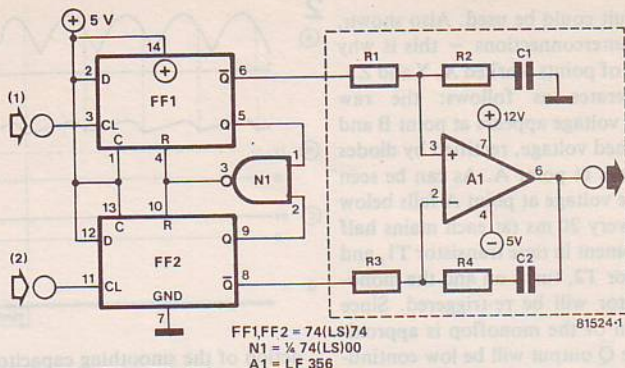 5 V
14
2
D
+
Q
6
R1
R2
C1
(1)
FF1
3
CL
Q
5
12V
C
R
1
4
3
N1
1
2
3
+
7
A1
6
2
-
4
5V
13
10
C
R
12
D
Q
9
R3
R4
C2
(2)
FF2
11
CL
Q
8
GND
7
81524-1
FF1,FF2 = 74(LS)74
N1 = ¼ 74(LS)00
A1 = LF 356